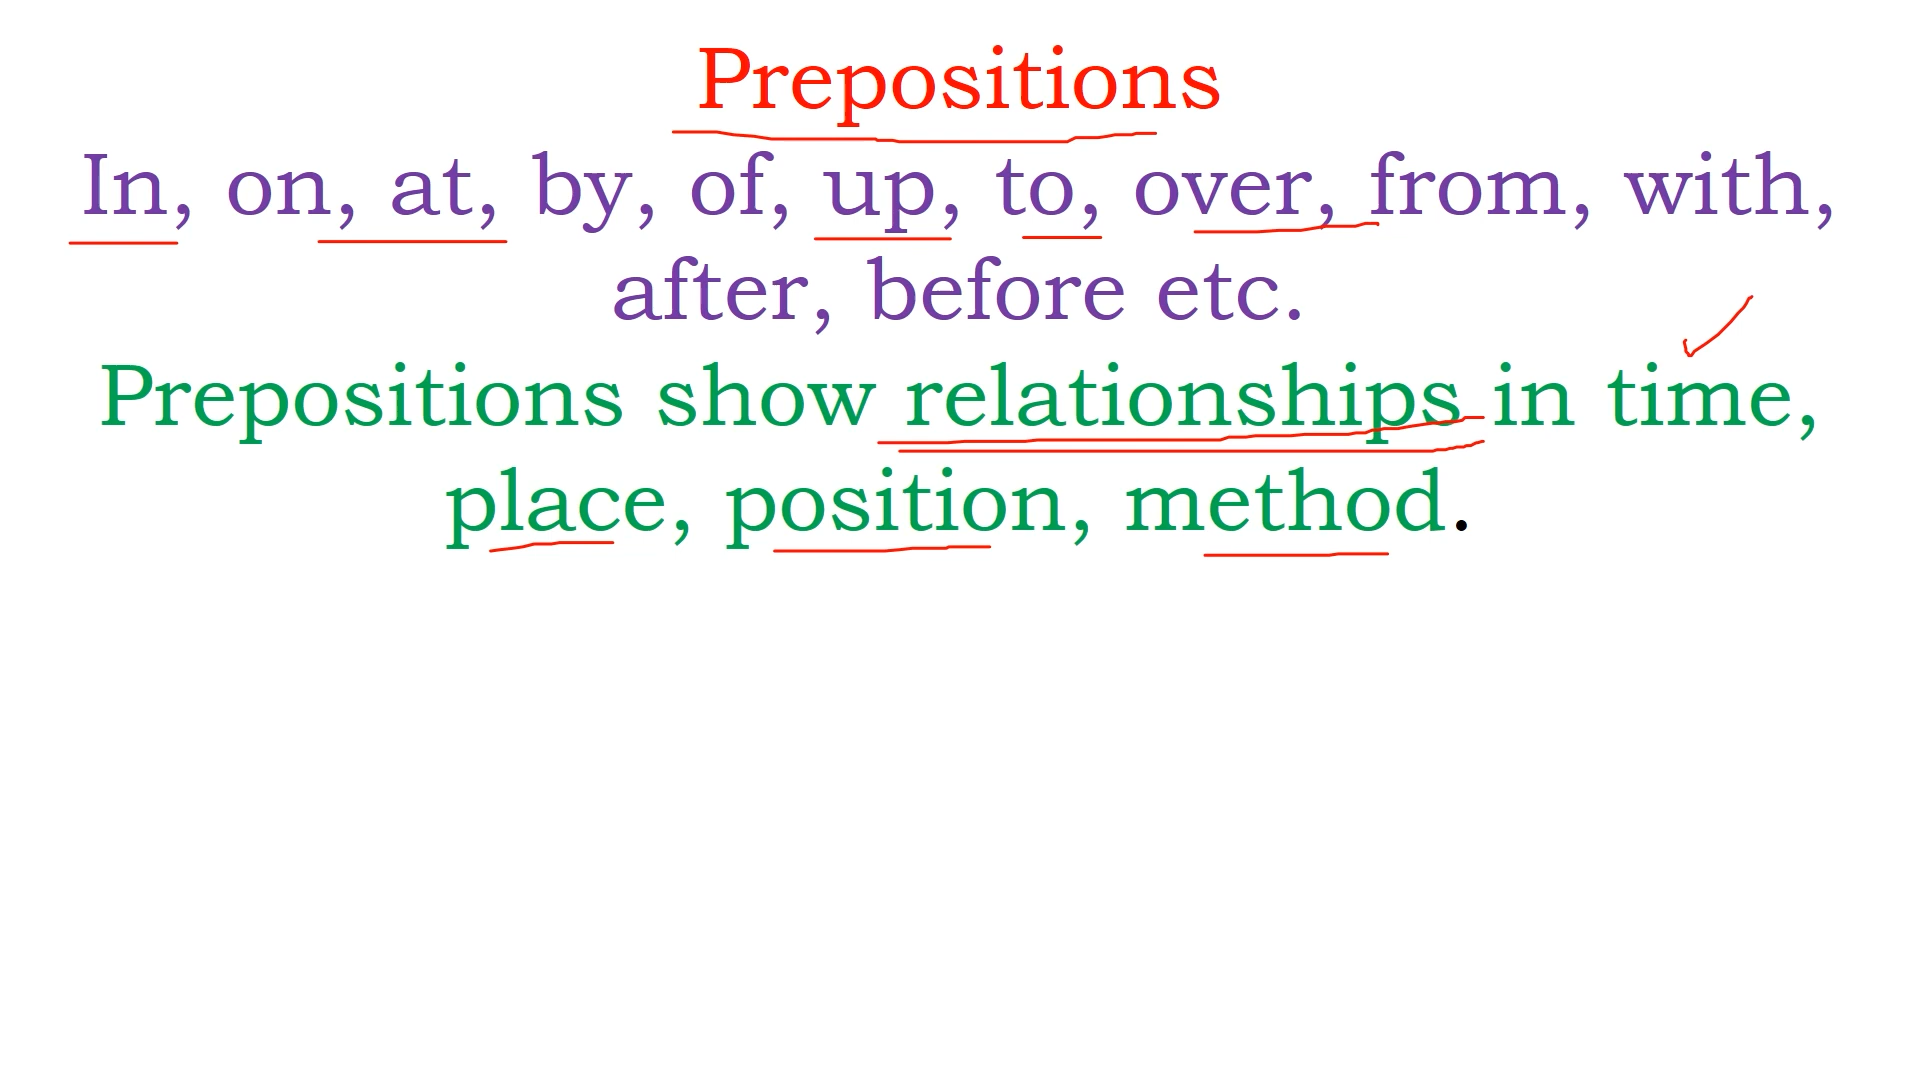 Prepositions
In, on, at, by, of, up, to, over, from, with,
after, before etc.
Prepositions show relationships in time,
place, position, method.